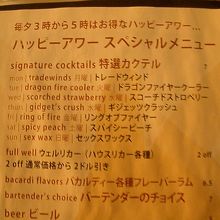 毎夕3時から5時はお得なハッピーアワー...
ハッピーアワー スペシャルメニュー
signature cocktails 特選カクテル 7
mon | tradewinds 月曜 | トレードウィンド
tue | dragon fire cooler 火曜 | ドラゴンファイヤークーラー
wed | scorched strawberry 水曜 | スコーチドストロベリー
thun | gilget's crush 木曜 | ギジェッツクラッシュ
fri | ring of fire 金曜 | リングオブファイヤー
sat | spicy peach 土曜 | スパイシーピーチ
sun | sex wax 日曜 | セックスワックス
full well ウェルリカー (ハウスリカー各種) 2 off
2 off 通常価格から 2ドル引き
bacardi flavors バカルディー各種フレーバーラム 6.5
bartender's choice バーテンダーのチョイス
beer ビール